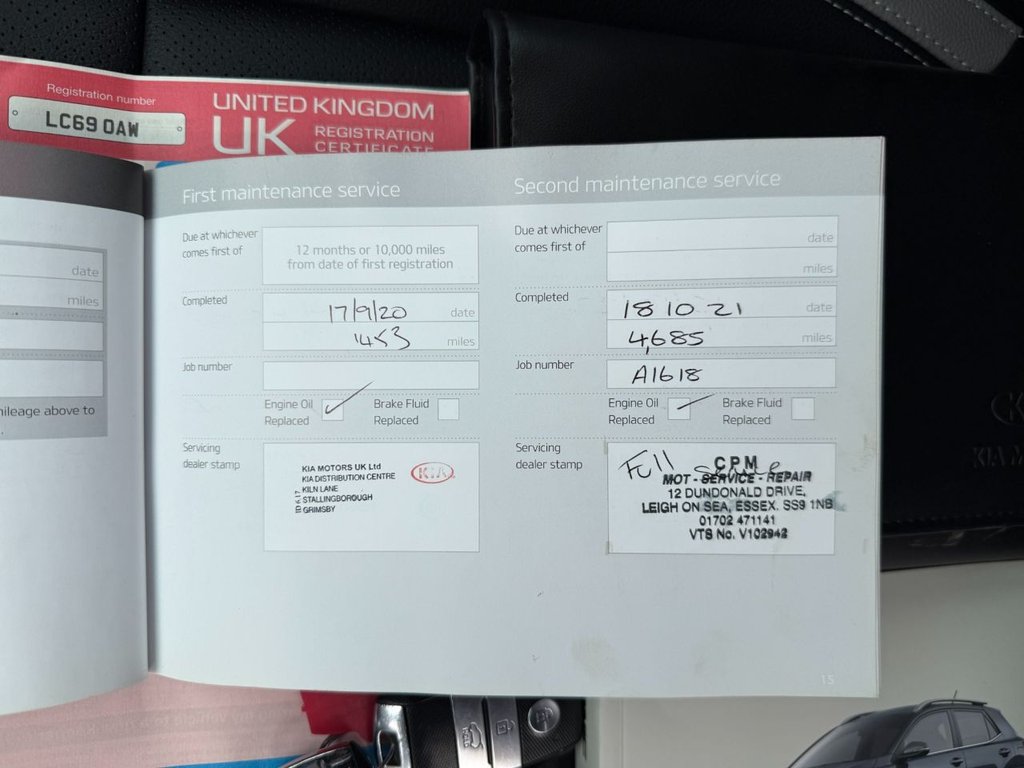 Registration number
LC69 OAW
UNITED KINGDOM
UK REGISTRATION
CERTIFICATE
date
miles
mileage above to
First maintenance service
Due at whichever
comes first of
12 months or 10,000 miles
from date of first registration
Completed
17/9/20 date
1453 miles
Job number
Engine Oil
Replaced
Brake Fluid
Replaced
Servicing
dealer stamp
KIA MOTORS UK Ltd
KIA DISTRIBUTION CENTRE
KILN LANE
STALLINGBOROUGH
GRIMSBY
KIA
Second maintenance service
Due at whichever
comes first of
date
miles
Completed
18 10 21 date
4,685 miles
Job number
A1618
Engine Oil
Replaced
Brake Fluid
Replaced
Servicing
dealer stamp
Full
CPM
MOT - SERVICE - REPAIR
12 DUNDONALD DRIVE,
LEIGH ON SEA, ESSEX. SS9 1NB
01702 471141
VTS No. V102942
15